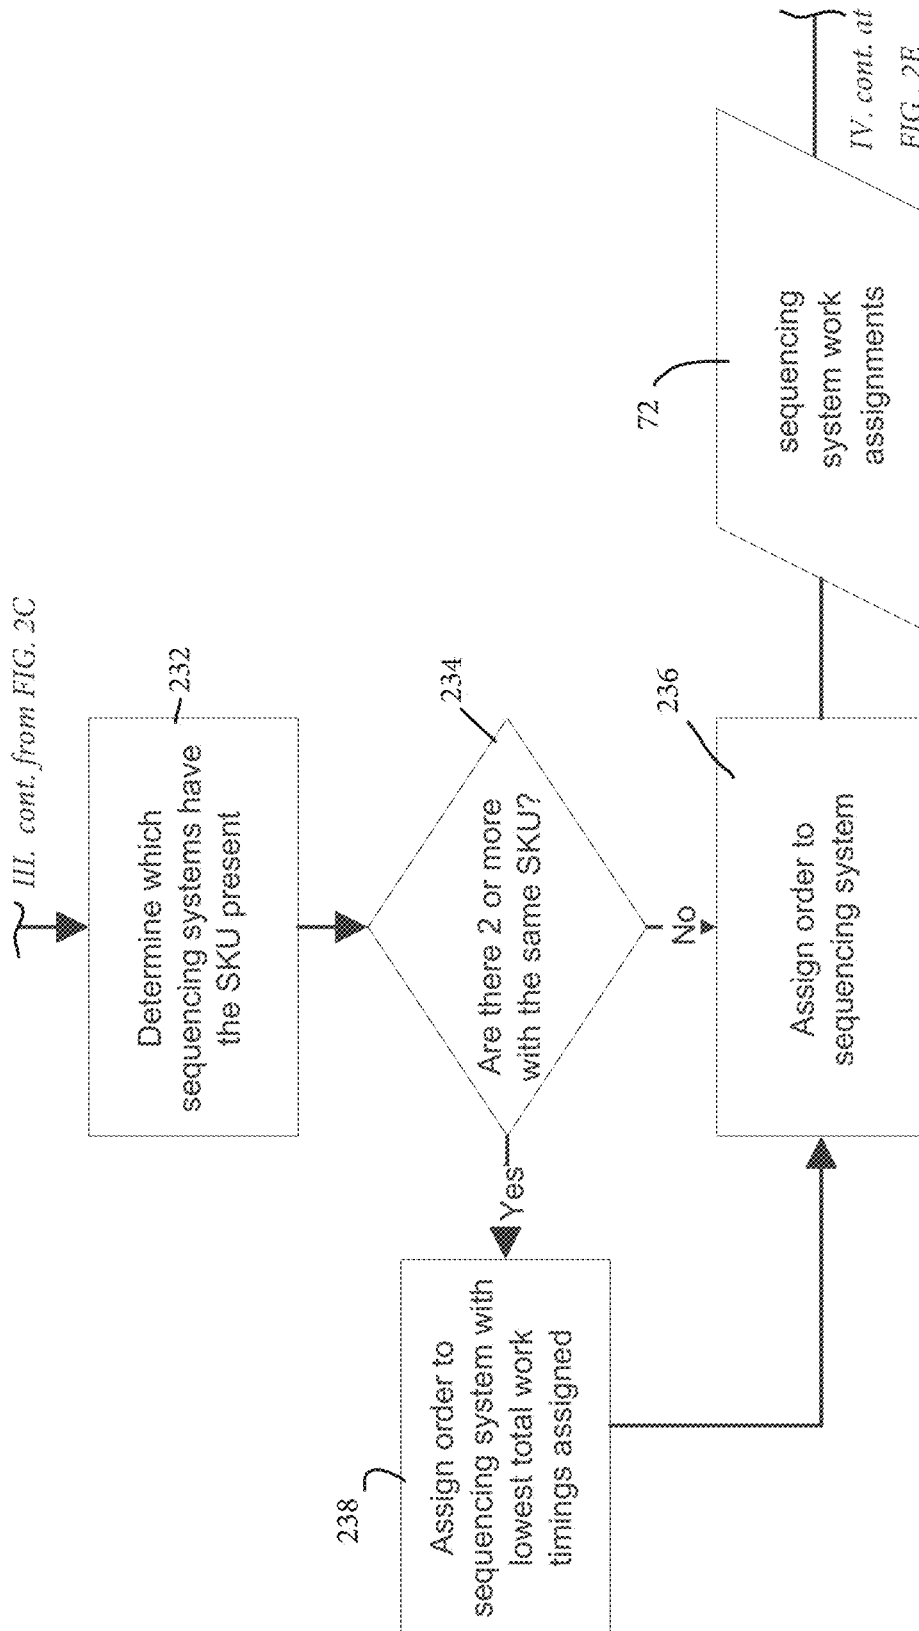 III. cont. from FIG. 2C
232
Determine which
sequencing systems have
the SKU present
234
Are there 2 or more
with the same SKU?
Yes
No
238
Assign order to
sequencing system with
lowest total work
timings assigned
236
Assign order to
sequencing system
72
sequencing
system work
assignments
IV. cont. at
FIG. 2E